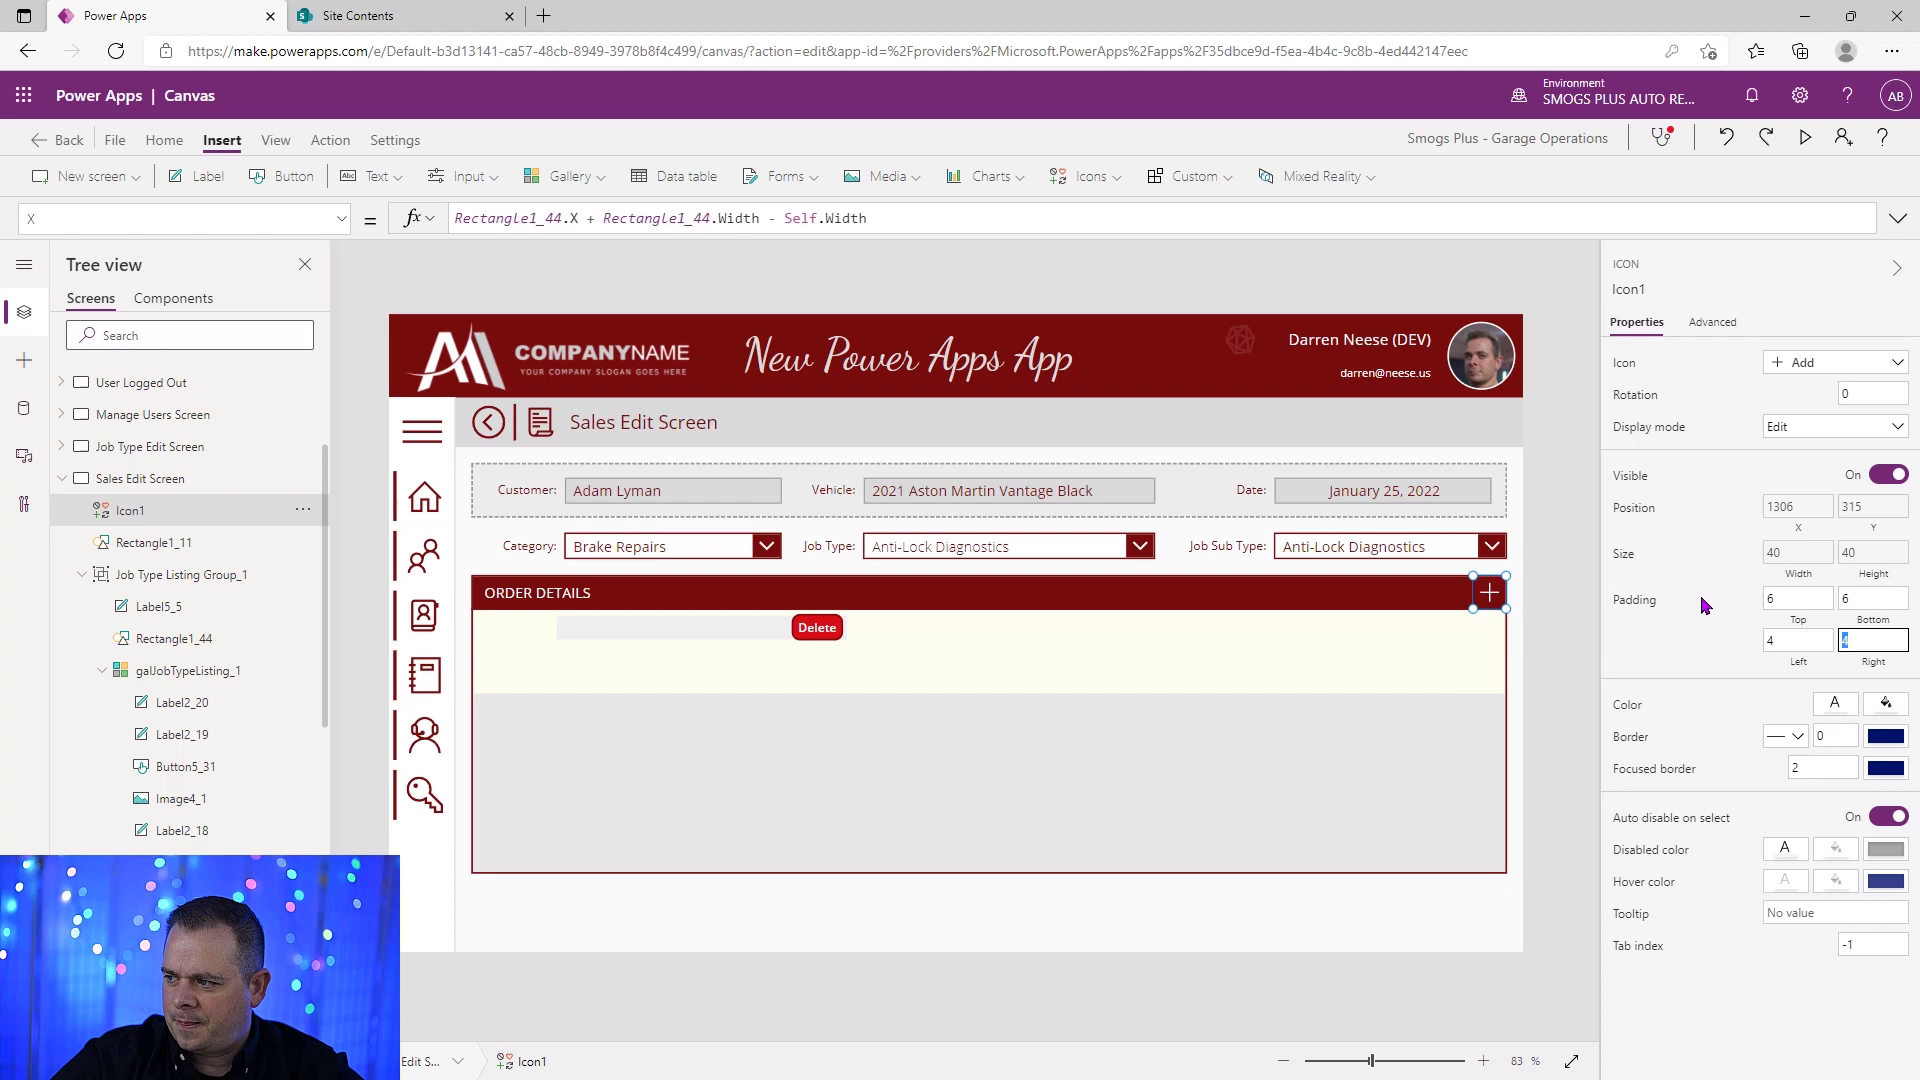 Power Apps
Site Contents
https://make.powerapps.com/e/Default-b3d13141-ca57-48cb-8949-3978b8f4c499/canvas/?action=edit&app-id=%2Fproviders%2FMicrosoft.PowerApps%2Fapps%2F35dbce9d-f5ea-4b4c-9c8b-4ed442147eec
Power Apps | Canvas
Environment
SMOGS PLUS AUTO RE...
AB
Back File Home Insert View Action Settings
Smogs Plus - Garage Operations
New screen Label Button Text Input Gallery Data table Forms Media Charts Icons Custom Mixed Reality
X = fx Rectangle1_44.X + Rectangle1_44.Width - Self.Width
Tree view
Screens Components
Search
User Logged Out
Manage Users Screen
Job Type Edit Screen
Sales Edit Screen
Icon1 ...
Rectangle1_11
Job Type Listing Group_1
Label5_5
Rectangle1_44
galJobTypeListing_1
Label2_20
Label2_19
Button5_31
Image4_1
Label2_18
COMPANYNAME
YOUR COMPANY SLOGAN GOES HERE
New Power Apps App
Darren Neese (DEV)
darren@neese.us
Sales Edit Screen
Customer: Adam Lyman Vehicle: 2021 Aston Martin Vantage Black Date: January 25, 2022
Category: Brake Repairs Job Type: Anti-Lock Diagnostics Job Sub Type: Anti-Lock Diagnostics
ORDER DETAILS
Delete
ICON
Icon1
Properties Advanced
Icon + Add
Rotation 0
Display mode Edit
Visible On
Position 1306 315
X Y
Size 40 40
Width Height
Padding 6 6
Top Bottom
4 4
Left Right
Color A
Border 0
Focused border 2
Auto disable on select On
Disabled color A
Hover color A
Tooltip No value
Tab index -1
Edit S... Icon1
83 %